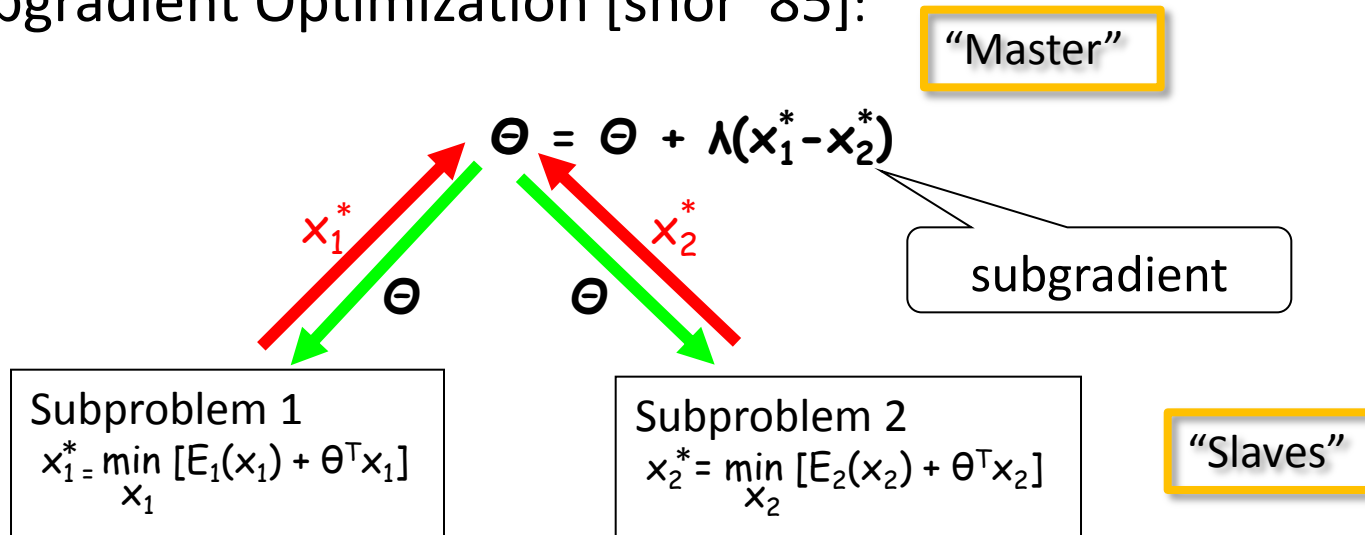 Optimization [shor '85]:
“Master”
Θ = Θ + λ(x₁*-x₂*)
x₁*
x₂*
Θ
Θ
subgradient
Subproblem 1
x₁* = min [E₁(x₁) + θᵀx₁]
x₁
Subproblem 2
x₂* = min [E₂(x₂) + θᵀx₂]
x₂
“Slaves”